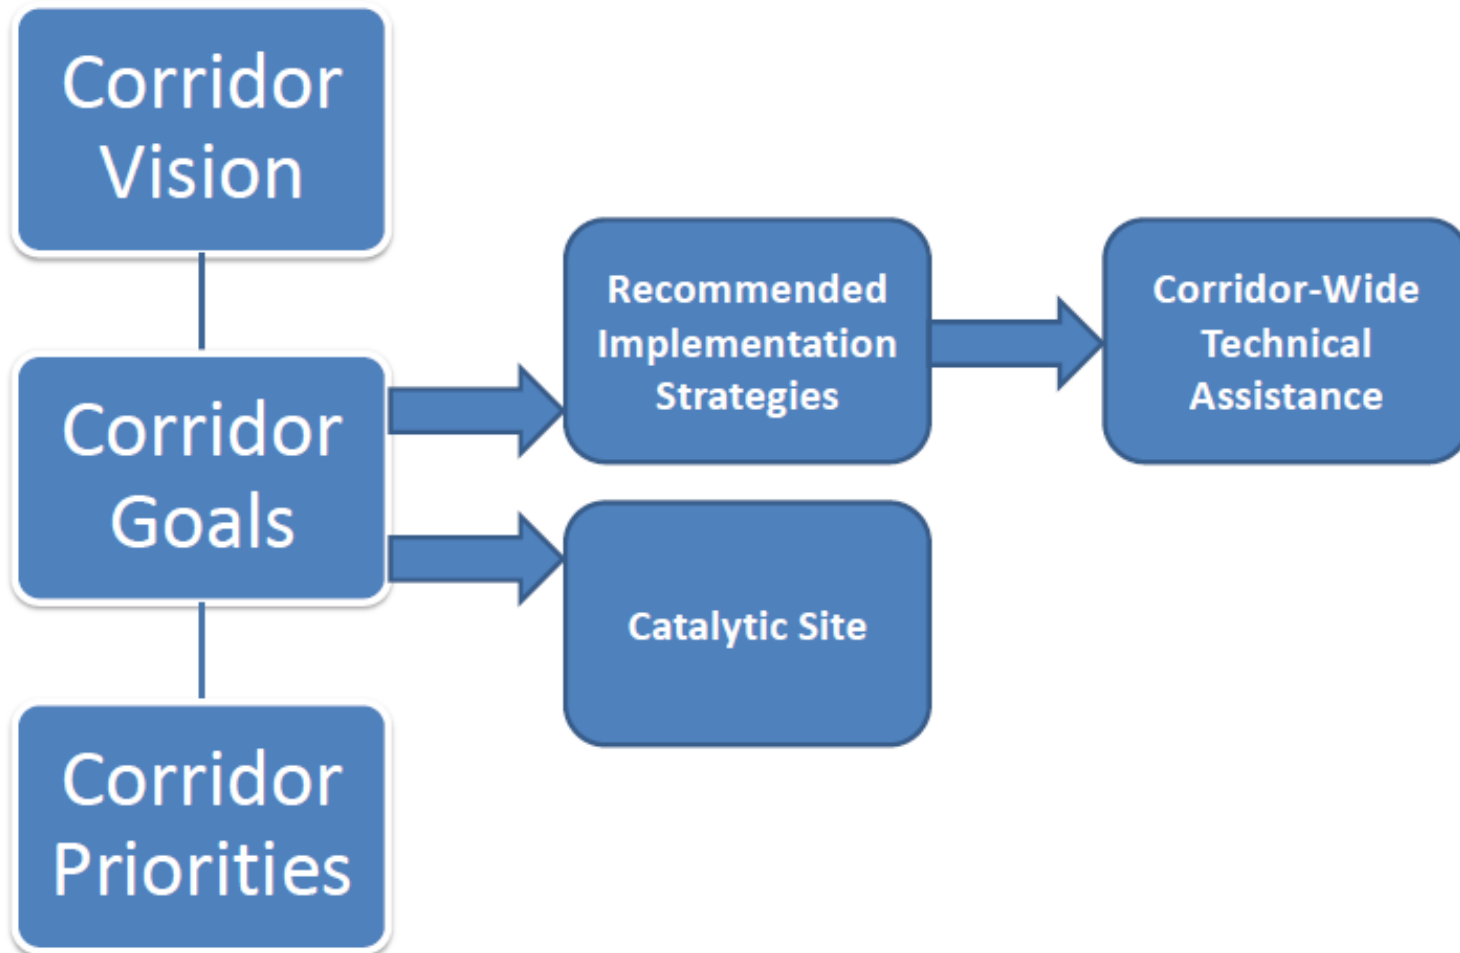 Corridor
Vision
Corridor
Goals
Corridor
Priorities
Recommended
Implementation
Strategies
Catalytic Site
Corridor-Wide
Technical
Assistance